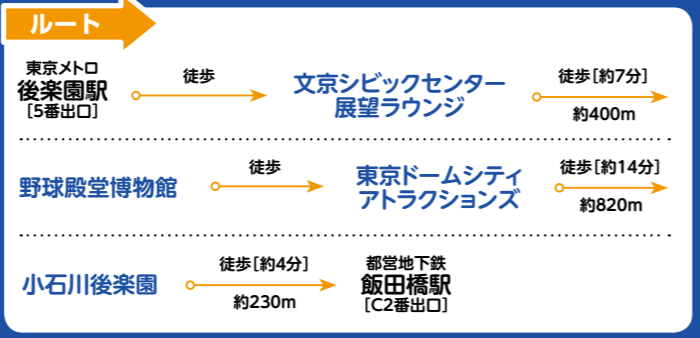 ルート
東京メトロ
後楽園駅
[5番出口]
徒歩
文京シビックセンター
展望ラウンジ
徒歩[約7分]
約400m
野球殿堂博物館
徒歩
東京ドームシティ
アトラクションズ
徒歩[約14分]
約820m
小石川後楽園
徒歩[約4分]
約230m
都営地下鉄
飯田橋駅
[C2番出口]